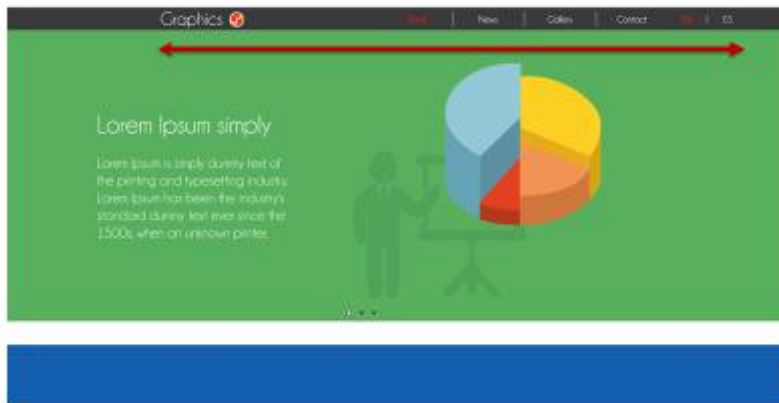 Graphics
News
Gallery
Contact
ES
Lorem Ipsum simply
Lorem Ipsum is simply dummy text of
the printing and typesetting industry.
Lorem Ipsum has been the industry's
standard dummy text ever since the
1500s, when an unknown printer.